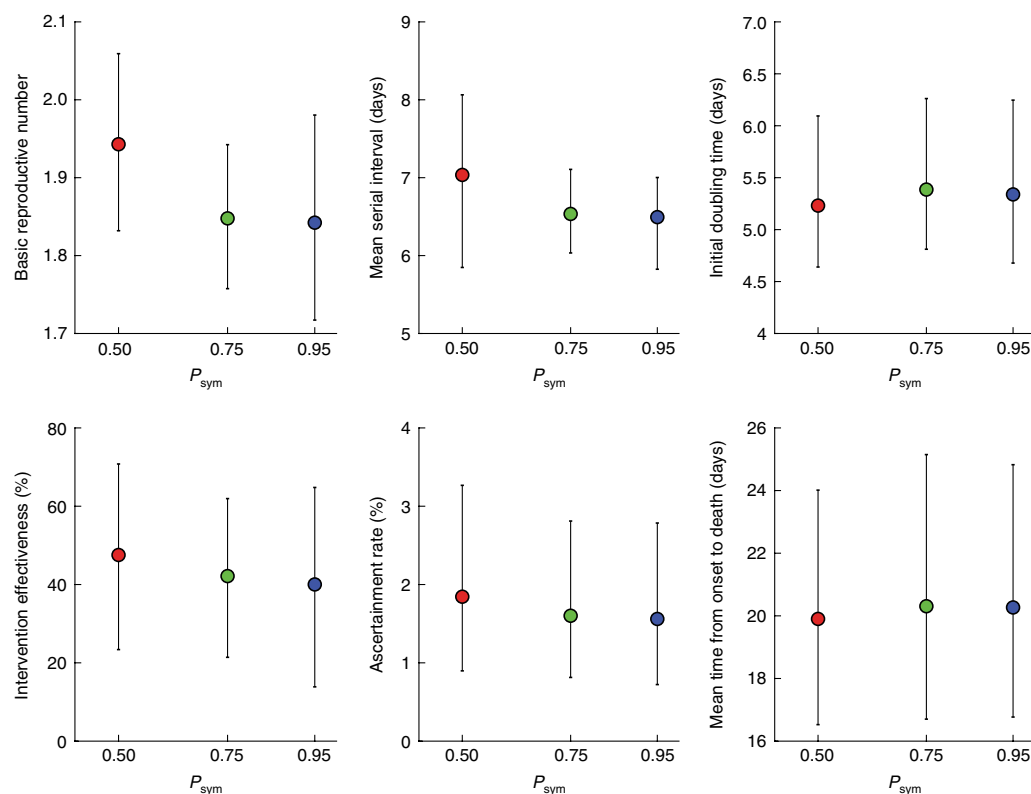 Basic reproductive number
2.1
2.0
1.9
1.8
1.7
0.50 0.75 0.95
Psym
Mean serial interval (days)
9
8
7
6
5
0.50 0.75 0.95
Psym
Initial doubling time (days)
7.0
6.5
6.0
5.5
5.0
4.5
4
0.50 0.75 0.95
Psym
Intervention effectiveness (%)
80
60
40
20
0
0.50 0.75 0.95
Psym
Ascertainment rate (%)
4
3
2
1
0
0.50 0.75 0.95
Psym
Mean time from onset to death (days)
26
24
22
20
18
16
0.50 0.75 0.95
Psym